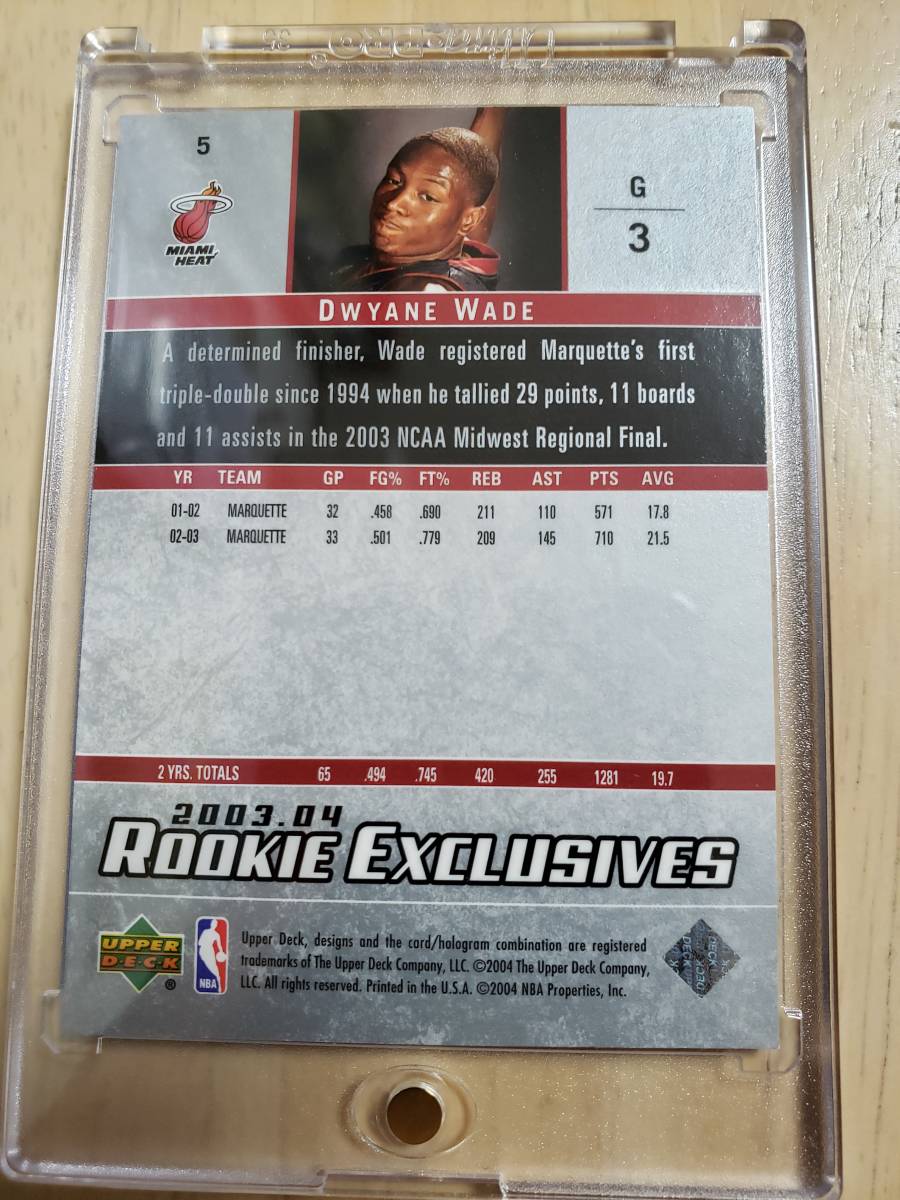 ULTRA PRO®
5
G
3
MIAMI
HEAT
DWYANE WADE
A determined finisher, Wade registered Marquette's first
triple-double since 1994 when he tallied 29 points, 11 boards
and 11 assists in the 2003 NCAA Midwest Regional Final.
YR TEAM GP FG% FT% REB AST PTS AVG
01-02 MARQUETTE 32 .458 .690 211 110 571 17.8
02-03 MARQUETTE 33 .501 .779 209 145 710 21.5
2 YRS. TOTALS 65 .494 .745 420 255 1281 19.7
2003.04
ROOKIE EXCLUSIVES
UPPER
D·E·C·K
®
NBA
Upper Deck, designs and the card/hologram combination are registered
trademarks of The Upper Deck Company, LLC. ©2004 The Upper Deck Company,
LLC. All rights reserved. Printed in the U.S.A. ©2004 NBA Properties, Inc.